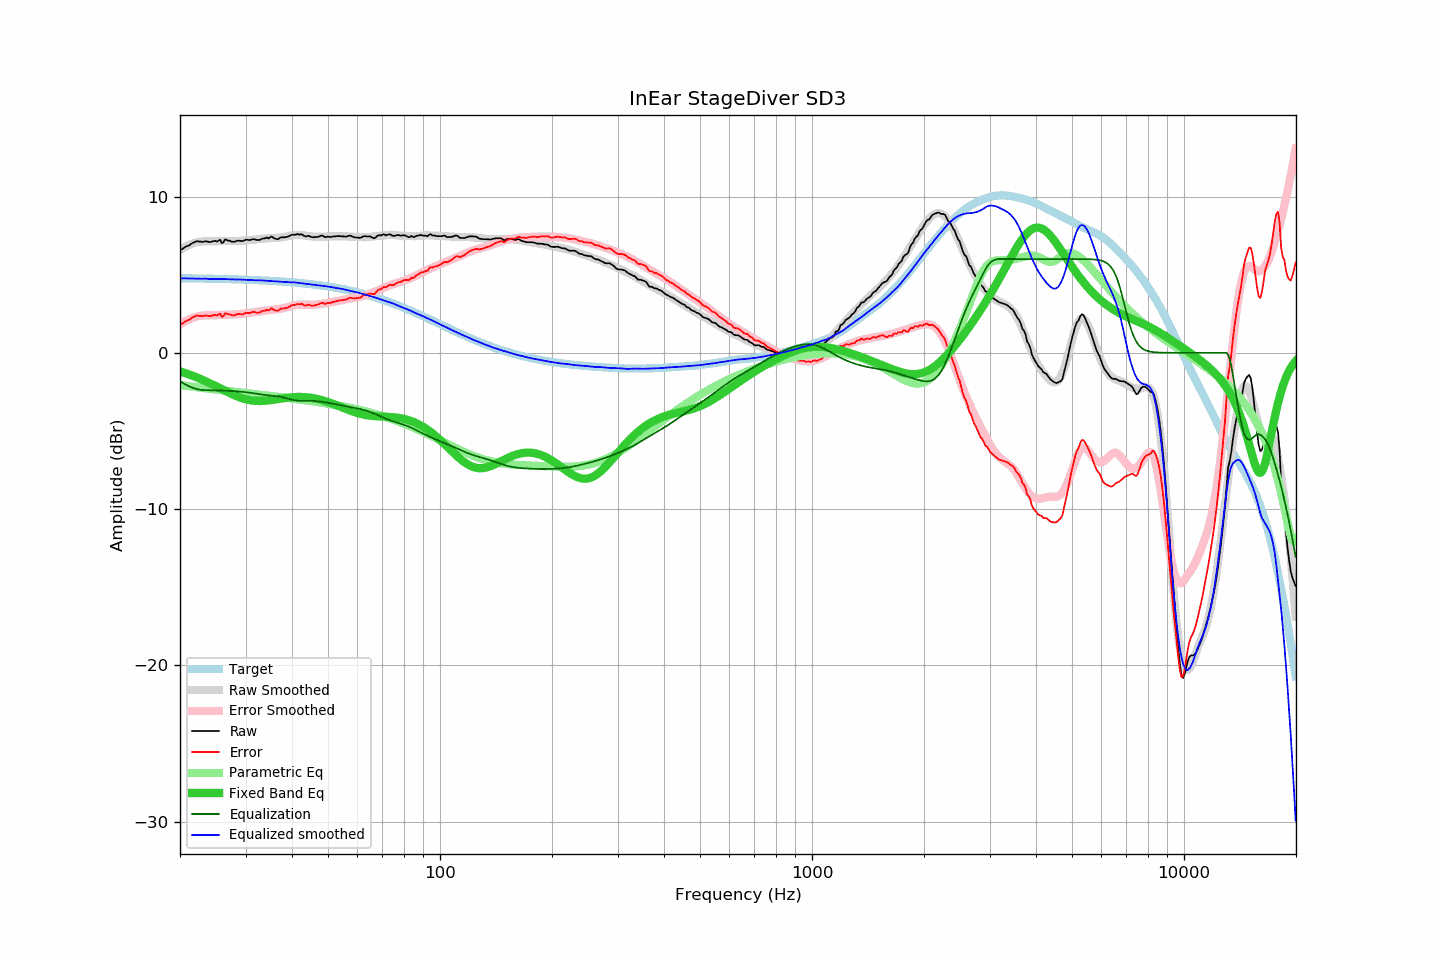 InEar StageDiver SD3
Amplitude (dBr)
10
0
−10
−20
−30
Target
Raw Smoothed
Error Smoothed
Raw
Error
Parametric Eq
Fixed Band Eq
Equalization
Equalized smoothed
100
1000
10000
Frequency (Hz)